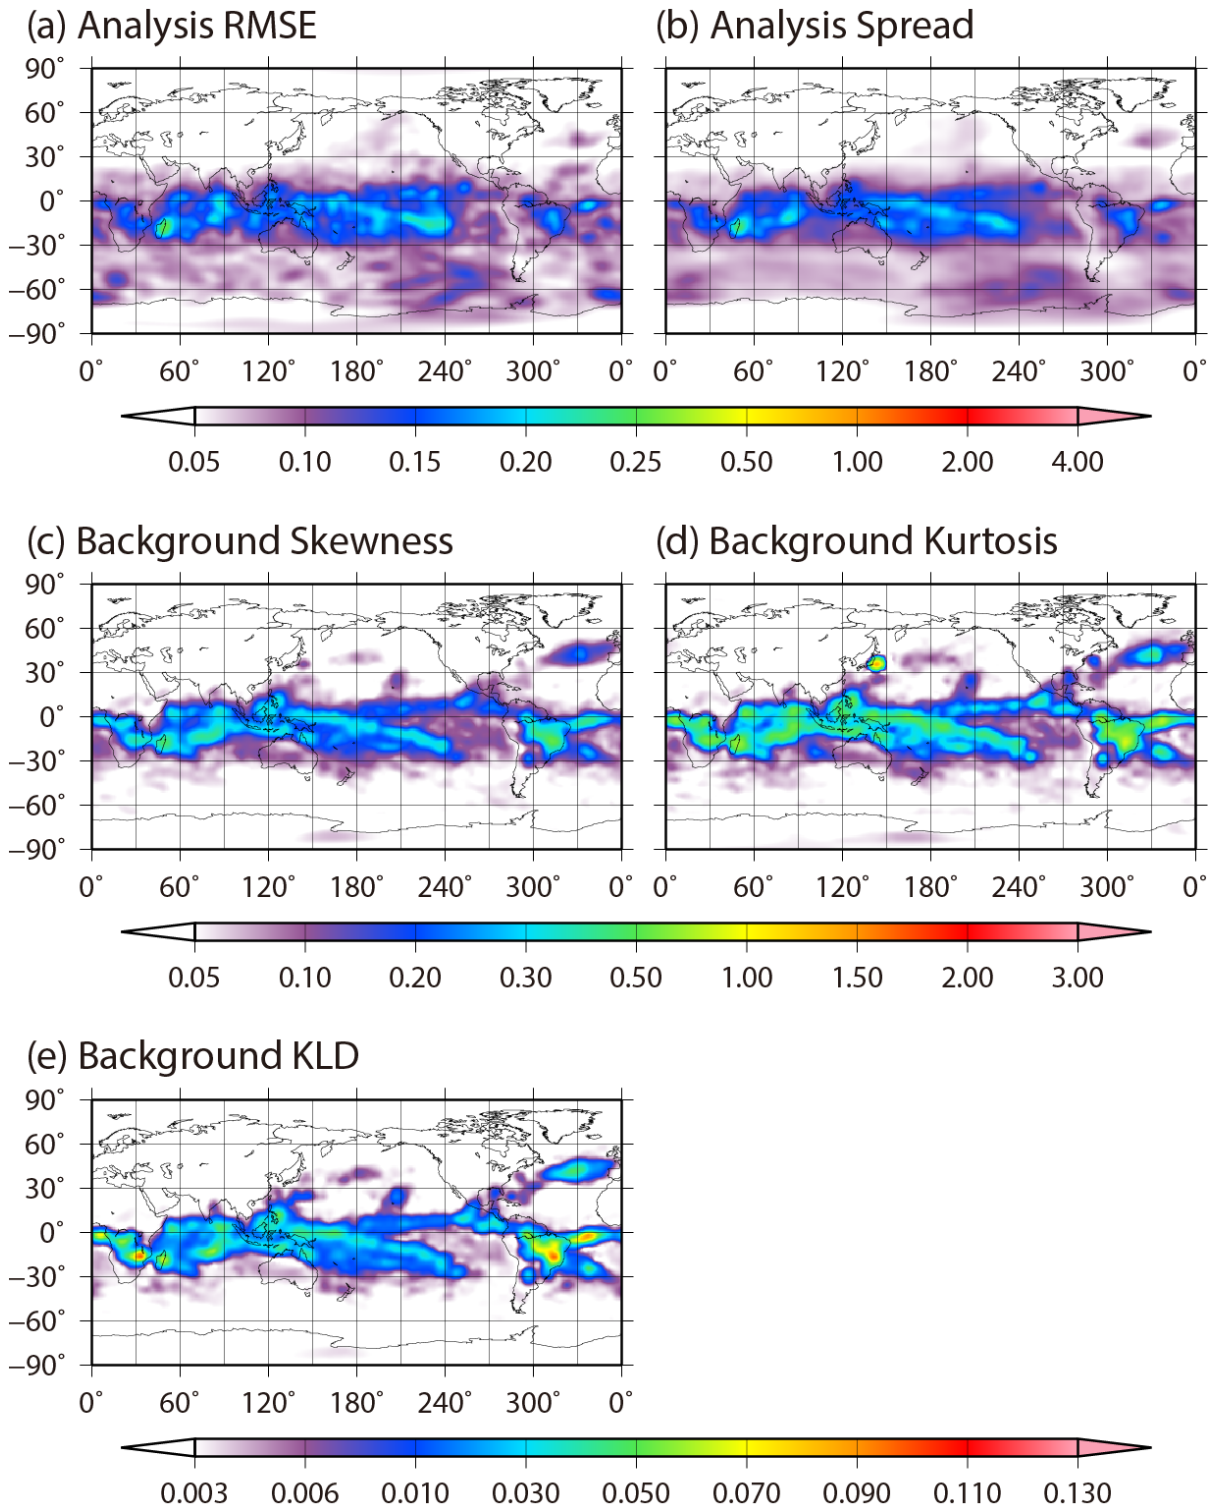 (a) Analysis RMSE (b) Analysis Spread
90° 
60° 
30° 
0° 
−30° 
−60° 
−90° 
0° 60° 120° 180° 240° 300° 0° 0° 60° 120° 180° 240° 300° 0°
0.05 0.10 0.15 0.20 0.25 0.50 1.00 2.00 4.00
(c) Background Skewness (d) Background Kurtosis
90°
60°
30°
0°
−30°
−60°
−90°
0° 60° 120° 180° 240° 300° 0° 0° 60° 120° 180° 240° 300° 0°
0.05 0.10 0.20 0.30 0.50 1.00 1.50 2.00 3.00
(e) Background KLD
90°
60°
30°
0°
−30°
−60°
−90°
0° 60° 120° 180° 240° 300° 0°
0.003 0.006 0.010 0.030 0.050 0.070 0.090 0.110 0.130